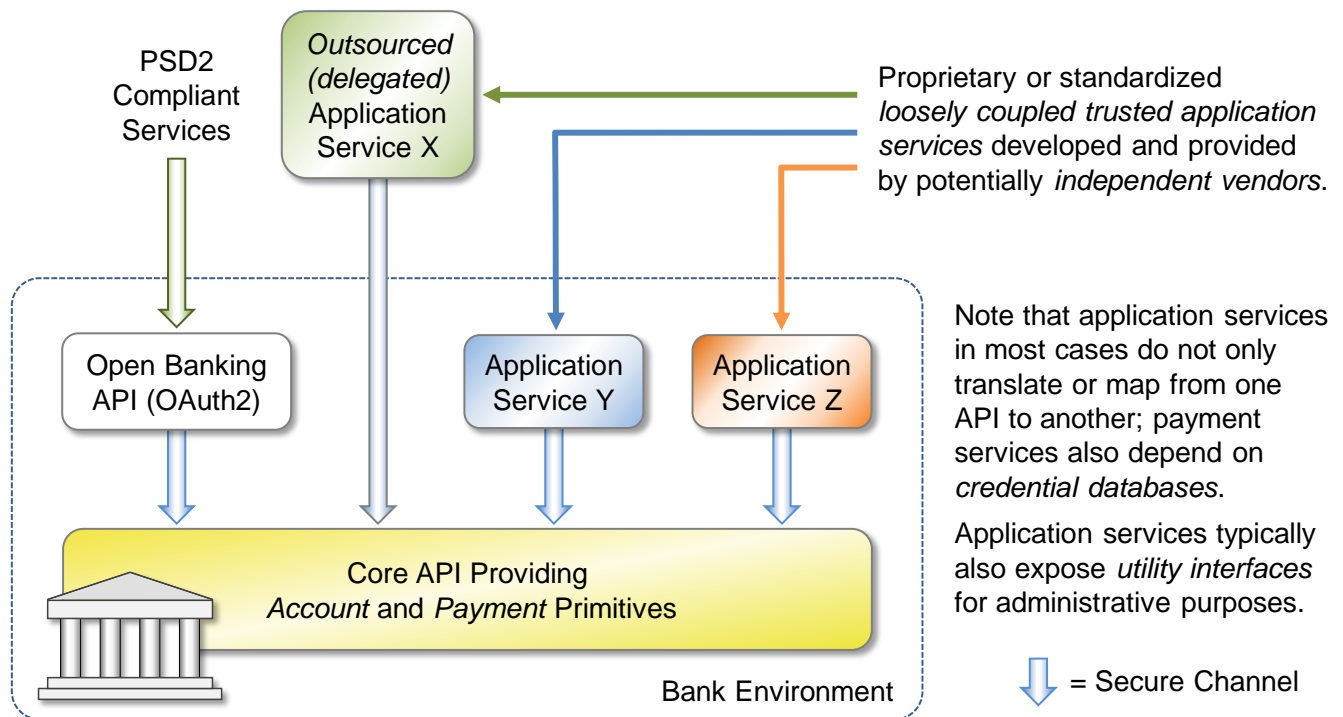 PSD2
Compliant
Services
Outsourced
(delegated)
Application
Service X
Proprietary or standardized
loosely coupled trusted application
services developed and provided
by potentially independent vendors.
Open Banking
API (OAuth2)
Application
Service Y
Application
Service Z
Note that application services
in most cases do not only
translate or map from one
API to another; payment
services also depend on
credential databases.
Application services typically
also expose utility interfaces
for administrative purposes.
Core API Providing
Account and Payment Primitives
Bank Environment
= Secure Channel